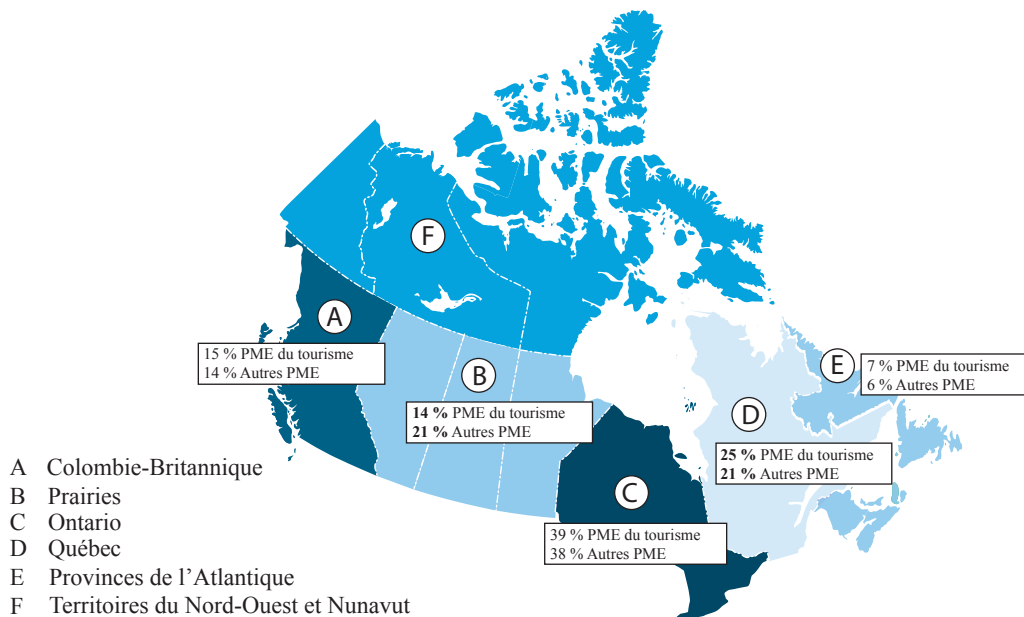 F
A
15 % PME du tourisme
14 % Autres PME
B
14 % PME du tourisme
21 % Autres PME
E
7 % PME du tourisme
6 % Autres PME
D
25 % PME du tourisme
21 % Autres PME
C
39 % PME du tourisme
38 % Autres PME
A Colombie-Britannique
B Prairies
C Ontario
D Québec
E Provinces de l’Atlantique
F Territoires du Nord-Ouest et Nunavut